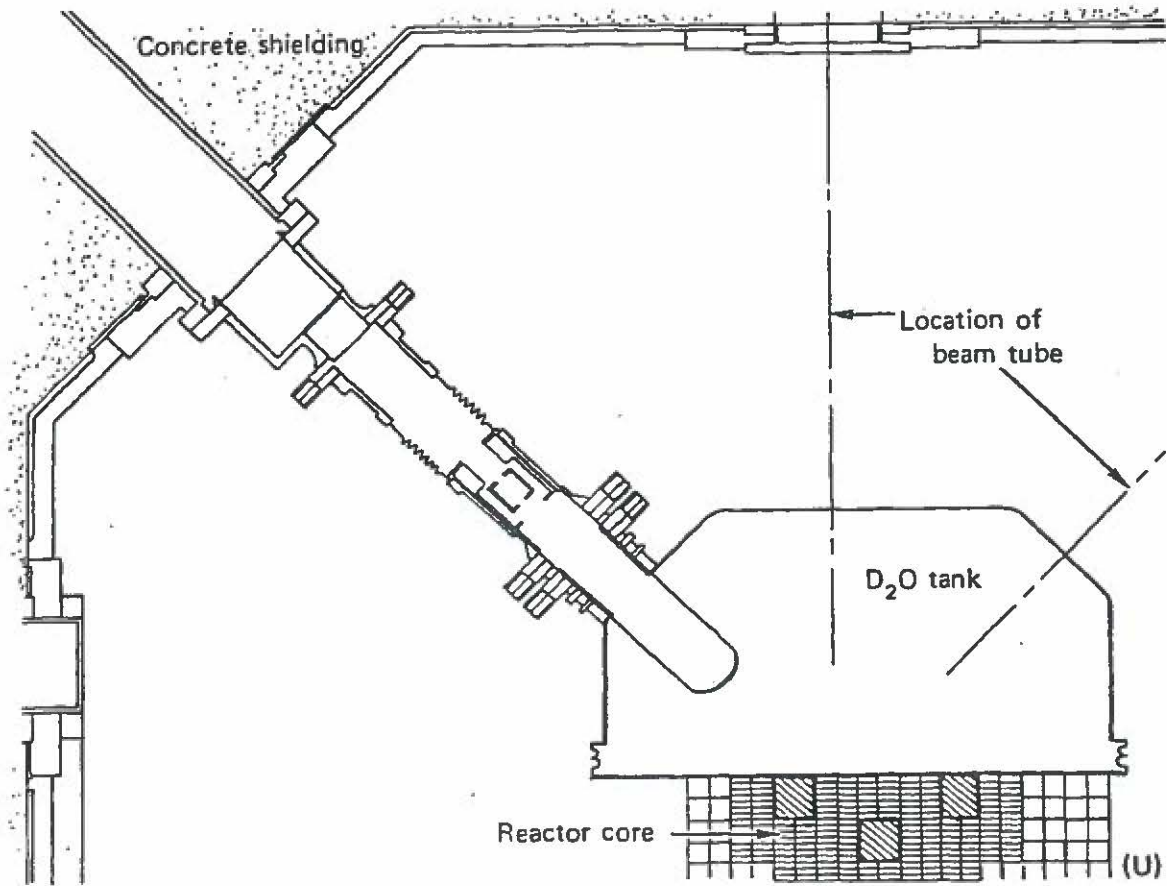 Concrete shielding
Location of
beam tube
D₂O tank
Reactor core
(U)